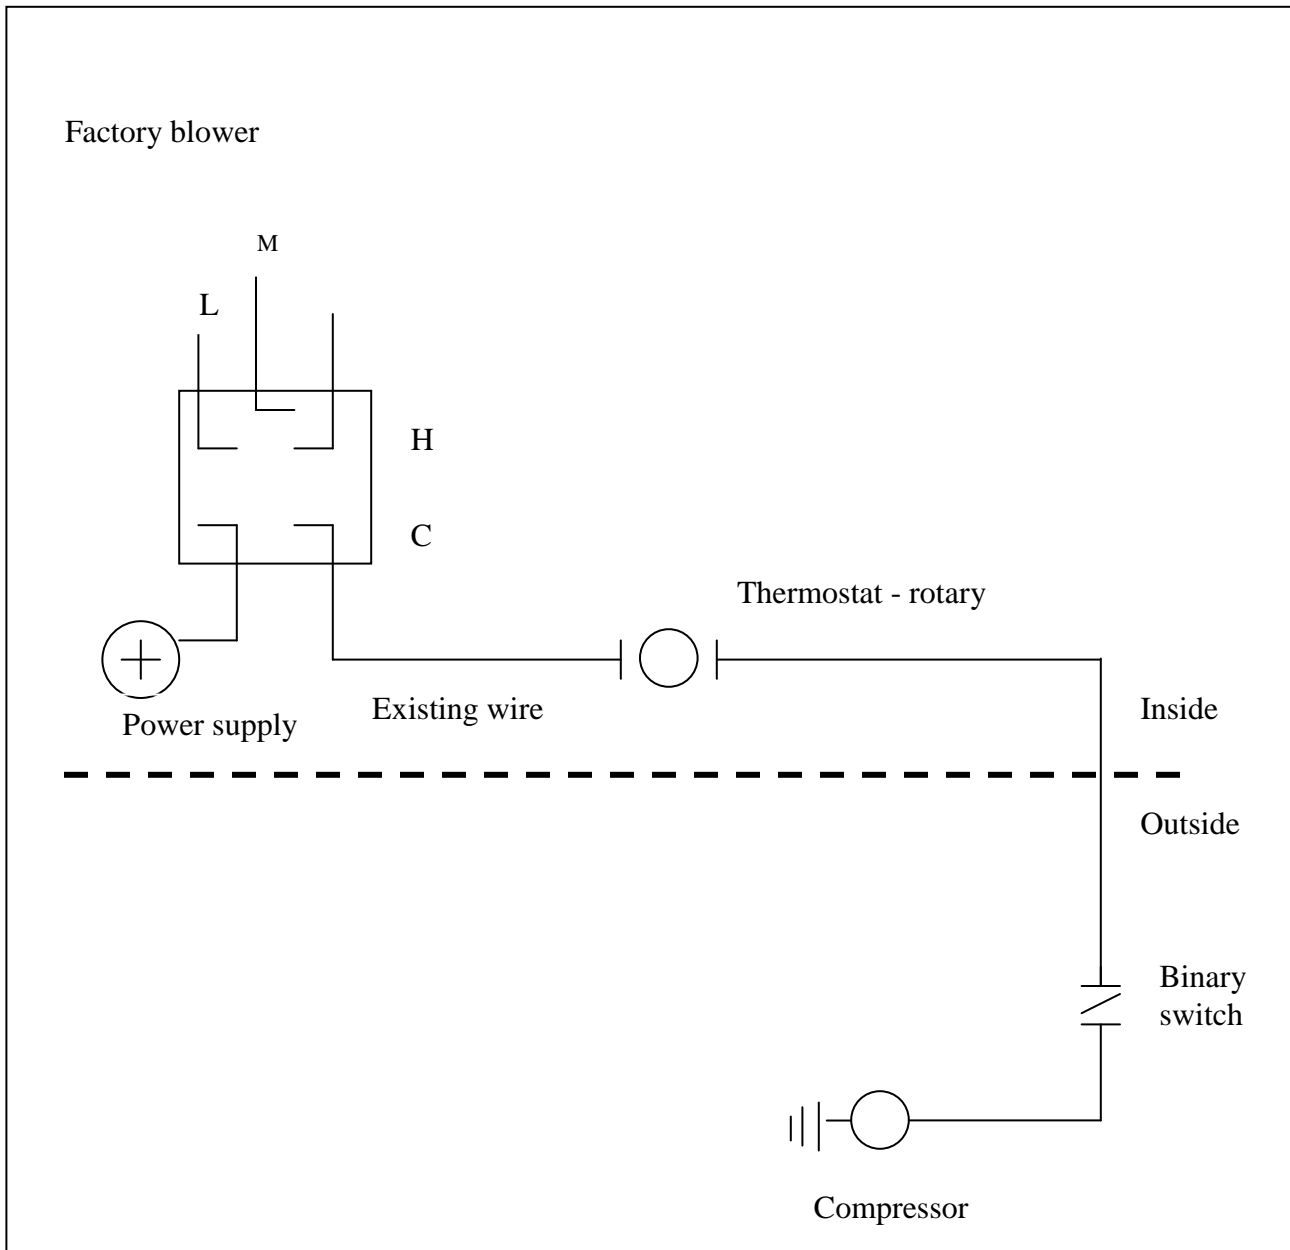 Factory blower
M
L
H
C
Thermostat - rotary
Power supply
Existing wire
Inside
Outside
Binary
switch
Compressor